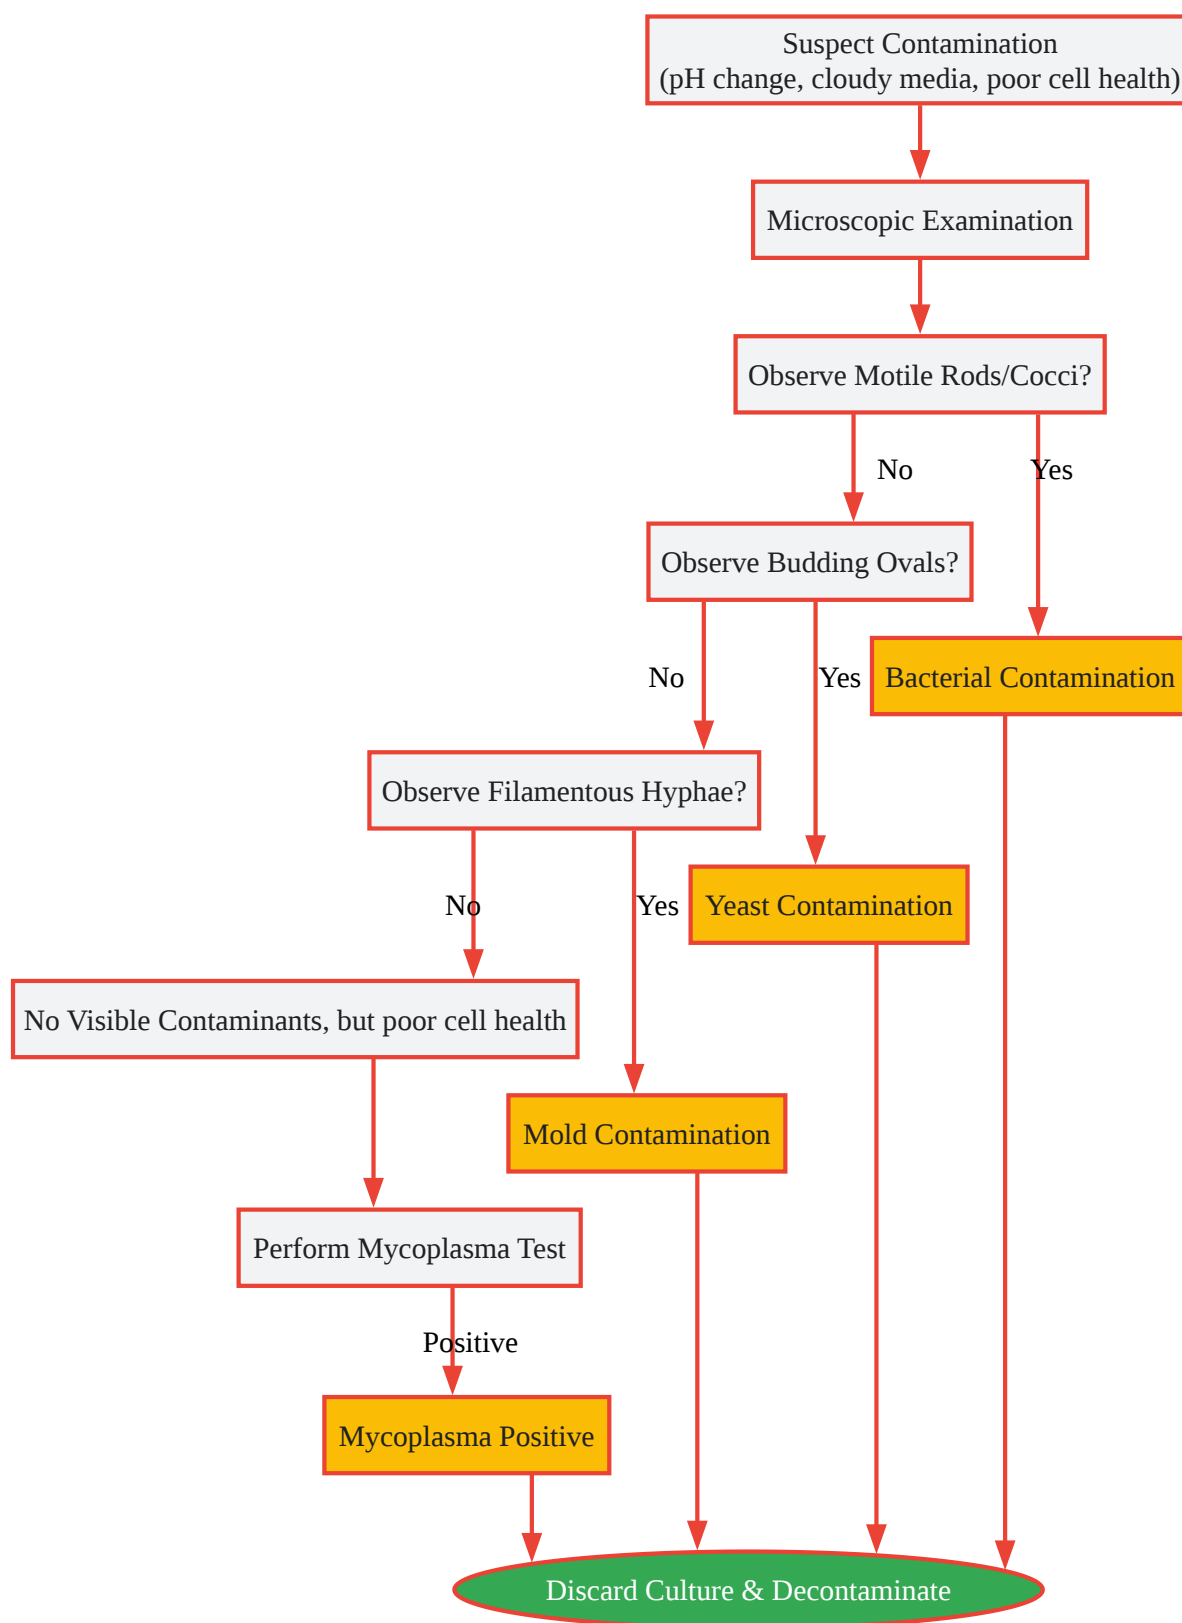 Suspect Contamination
(pH change, cloudy media, poor cell health)
Microscopic Examination
Observe Motile Rods/Cocci?
No
Yes
Observe Budding Ovals?
No
Yes
Bacterial Contamination
Observe Filamentous Hyphae?
No
Yes
Yeast Contamination
No Visible Contaminants, but poor cell health
Mold Contamination
Perform Mycoplasma Test
Positive
Mycoplasma Positive
Discard Culture & Decontaminate